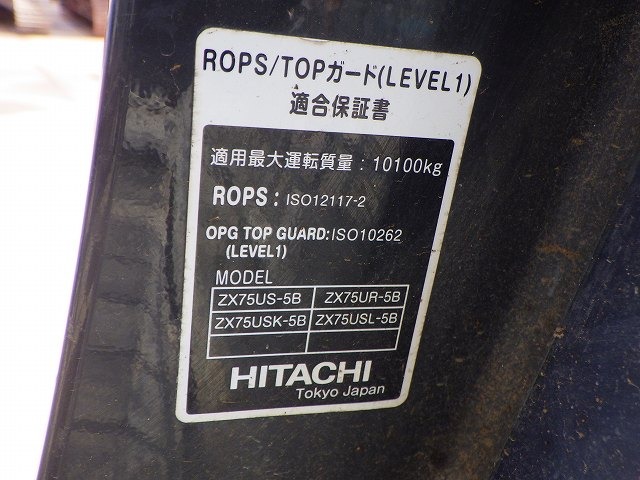 ROPS/TOPガード(LEVEL1)
適合保証書
適用最大運転質量：10100kg
ROPS：ISO12117-2
OPG TOP GUARD:ISO10262
(LEVEL1)
MODEL
ZX75US-5B ZX75UR-5B
ZX75USK-5B ZX75USL-5B
HITACHI
Tokyo Japan